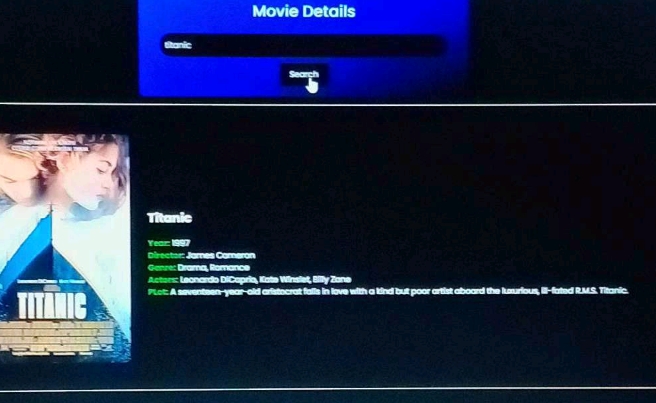 Movie Details
titanic
Search
Titanic
Year: 1997
Director: James Cameron
Genre: Drama, Romance
Actors: Leonardo DiCaprio, Kate Winslet, Billy Zane
PLot: A seventeen-year-old aristocrat falls in love with a kind but poor artist aboard the luxurious, ill-fated R.M.S. Titanic.
TITANIC